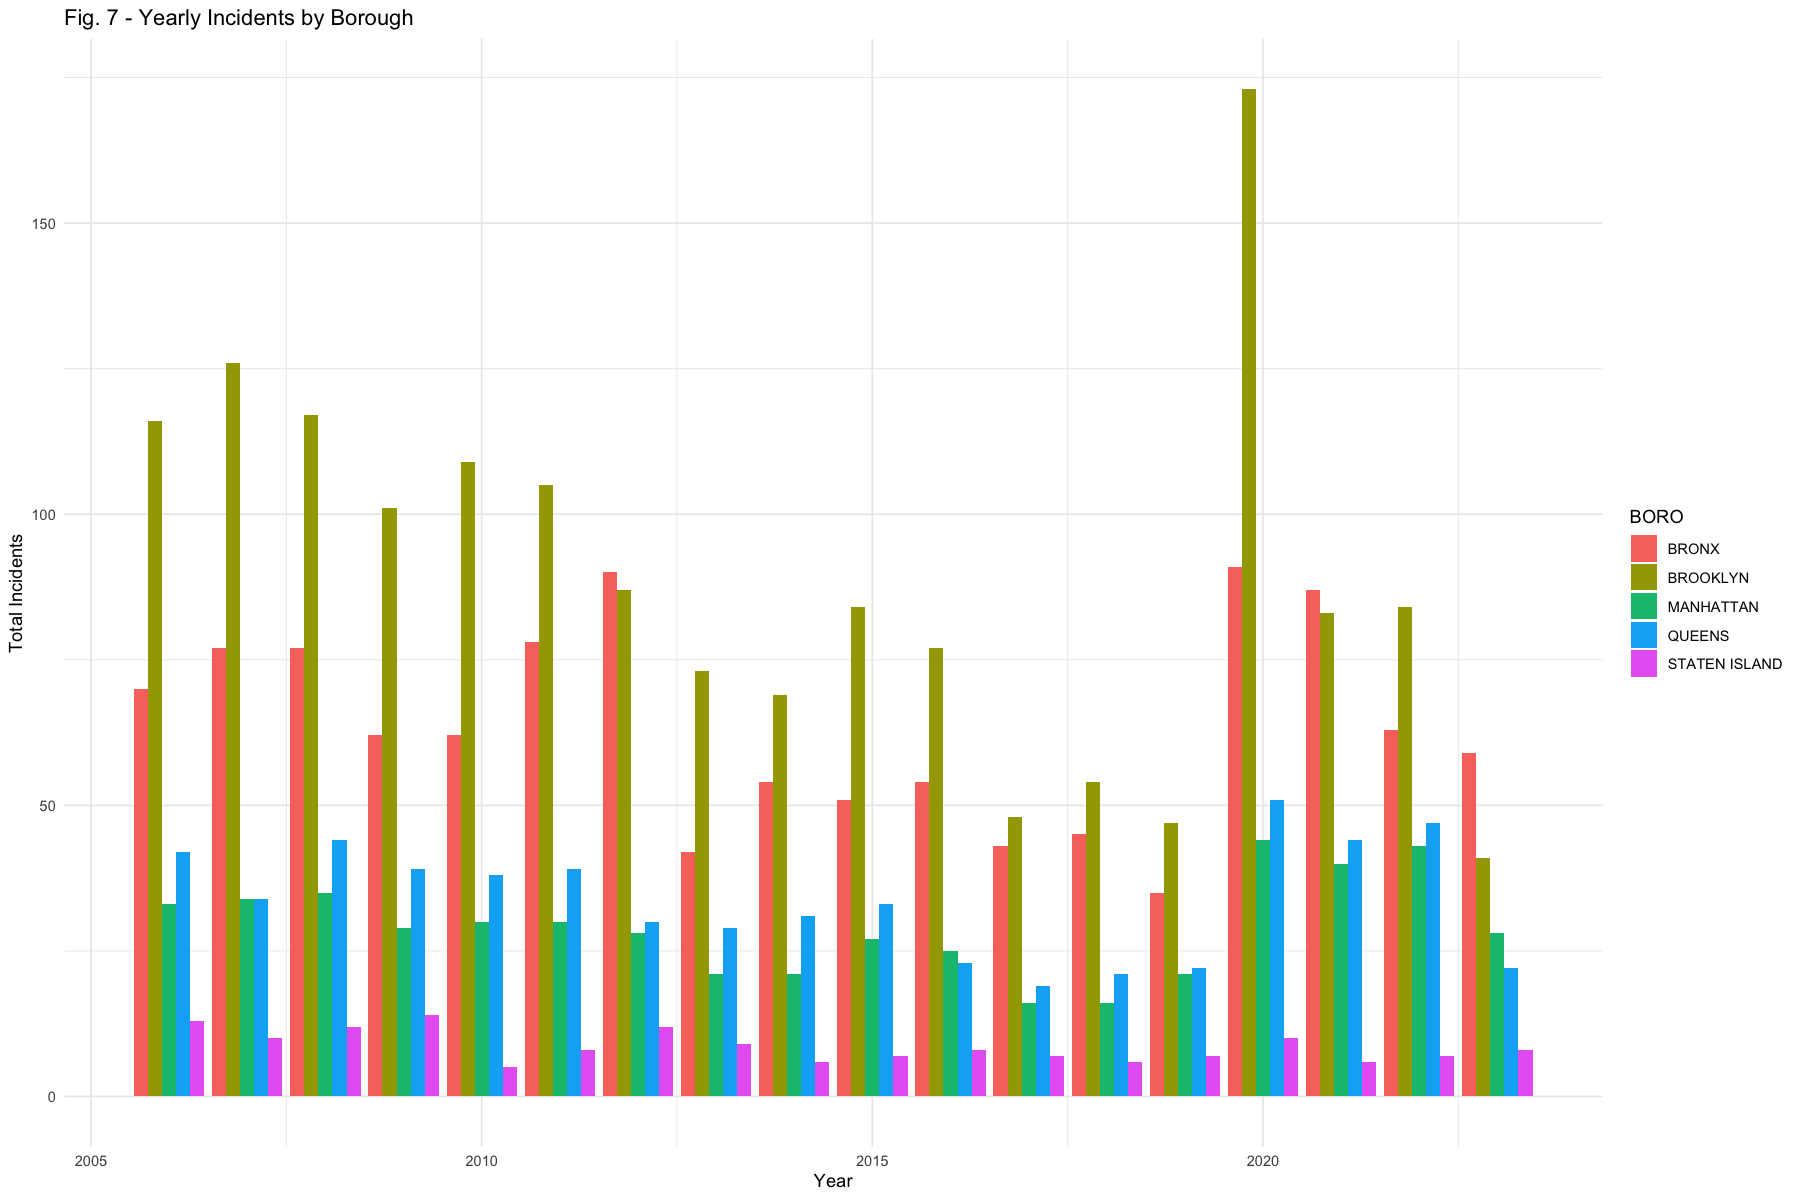 Fig. 7 - Yearly Incidents by Borough
Total Incidents
150
100
50
0
2005
2010
2015
2020
Year
BORO
BRONX
BROOKLYN
MANHATTAN
QUEENS
STATEN ISLAND